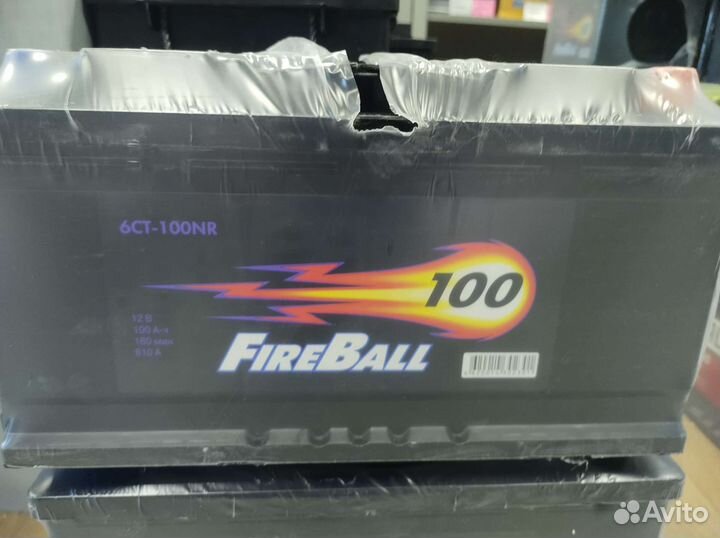 6СТ-100NR
100
12 В
100 А·ч
180 мин
810 А
FIREBALL
Avito